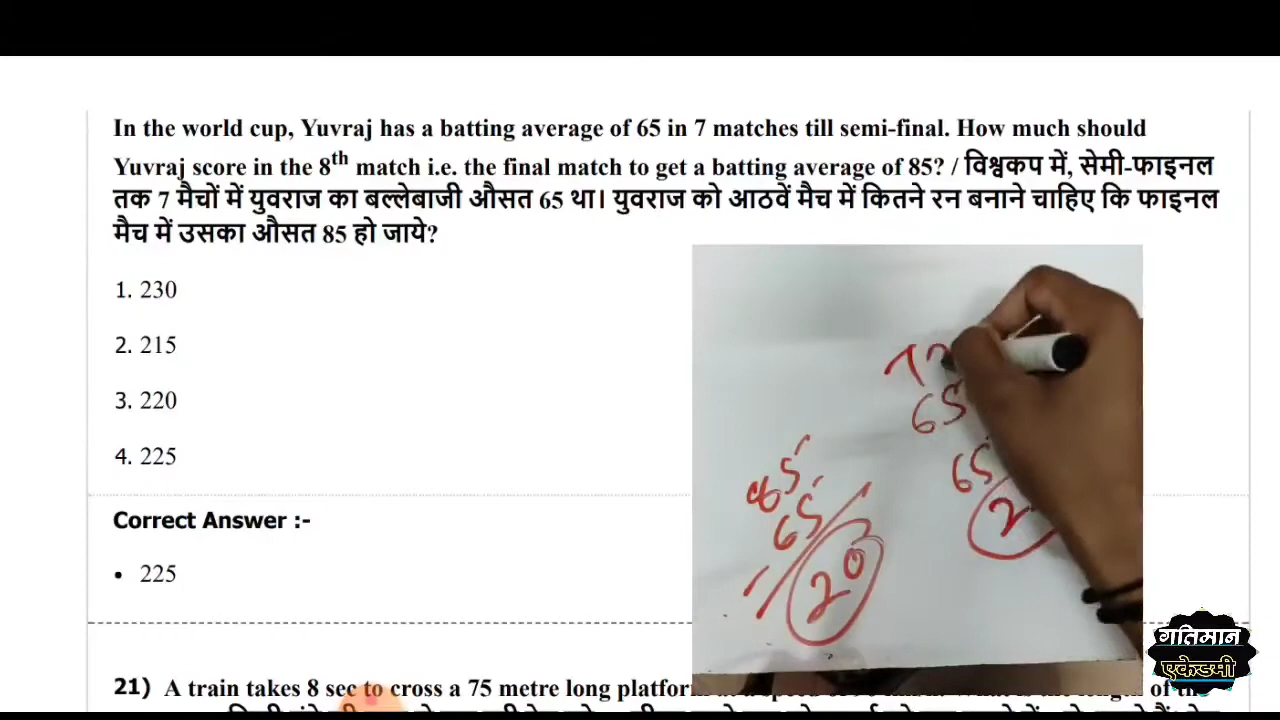 In the world cup, Yuvraj has a batting average of 65 in 7 matches till semi-final. How much should
Yuvraj score in the 8th match i.e. the final match to get a batting average of 85? / विश्वकप में, सेमी-फाइनल
तक 7 मैचों में युवराज का बल्लेबाजी औसत 65 था। युवराज को आठवें मैच में कितने रन बनाने चाहिए कि फाइनल
मैच में उसका औसत 85 हो जाये?
1. 230
2. 215
3. 220
4. 225
65
65
85
65
20
Correct Answer :-
• 225
गतिमान
एकेडमी
21) A train takes 8 sec to cross a 75 metre long platform